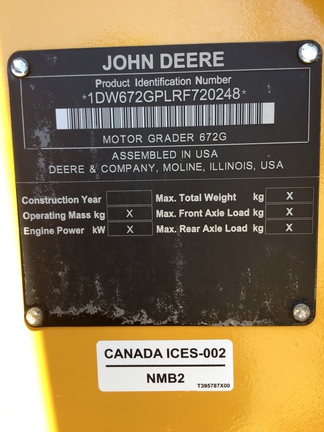 JOHN DEERE
Product Identification Number
*1DW672GPLRF720248*
MOTOR GRADER 672G
ASSEMBLED IN USA
DEERE & COMPANY, MOLINE, ILLINOIS, USA
Construction Year Max. Total Weight kg X
Operating Mass kg X Max. Front Axle Load kg X
Engine Power kW X Max. Rear Axle Load kg X
CANADA ICES-002
NMB2
T395787X00